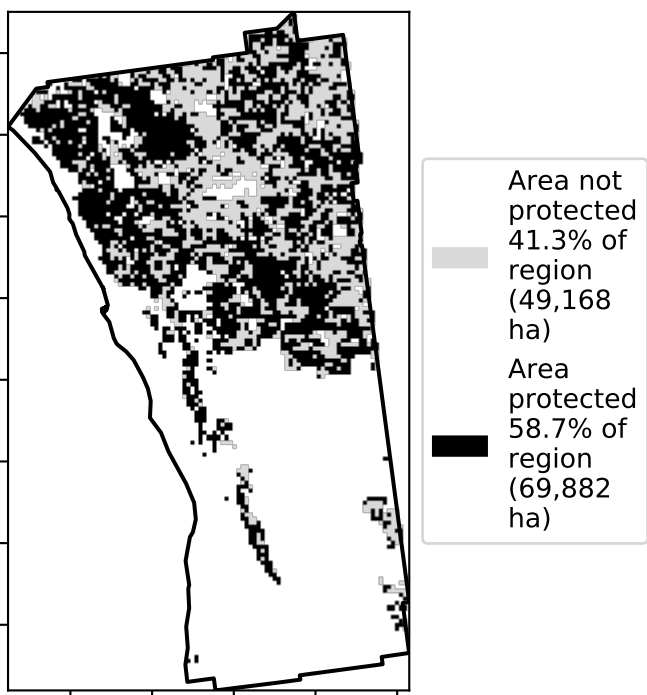 Area not
protected
41.3% of
region
(49,168
ha)
Area
protected
58.7% of
region
(69,882
ha)